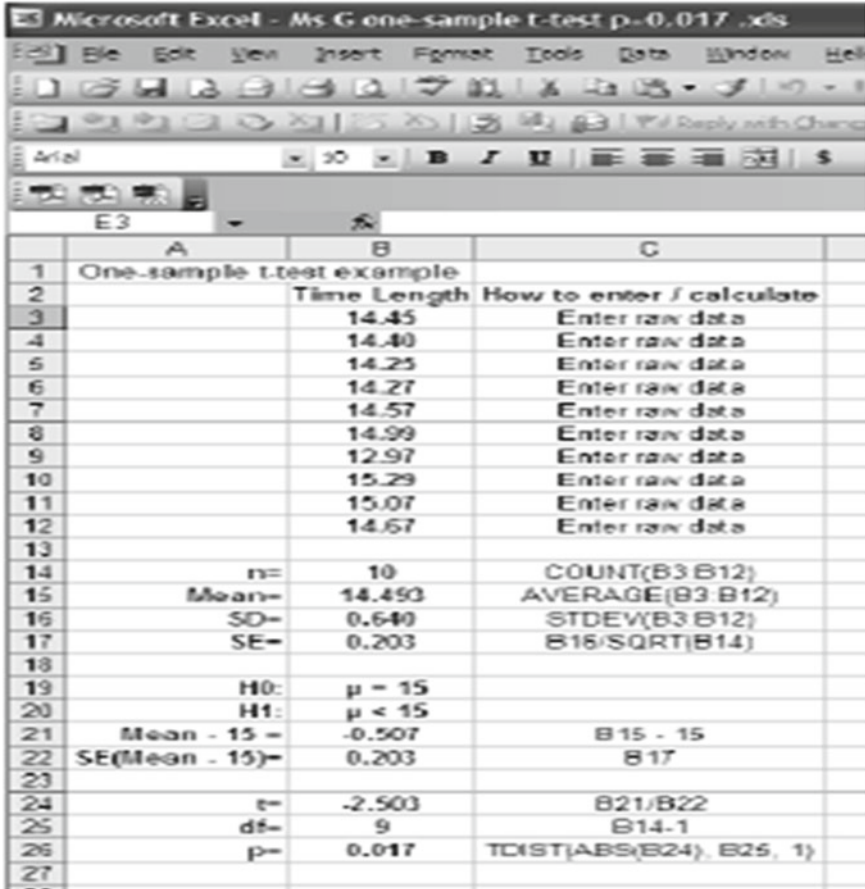 Microsoft Excel - Ms G one-sample t-test p-0.017 .xls
File Edit View Insert Format Tools Data Window Hel
Reply with Chang
Arial 10 B I U $
E3 fx
A B C
1 One-sample t-test example
2 Time Length How to enter / calculate
3 14.45 Enter raw data
4 14.40 Enter raw data
5 14.25 Enter raw data
6 14.27 Enter raw data
7 14.57 Enter raw data
8 14.99 Enter raw data
9 12.97 Enter raw data
10 15.29 Enter raw data
11 15.07 Enter raw data
12 14.67 Enter raw data
13
14 n= 10 COUNT(B3:B12)
15 Mean= 14.493 AVERAGE(B3:B12)
16 SD= 0.640 STDEV(B3:B12)
17 SE= 0.203 B16/SQRT(B14)
18
19 H0: μ = 15
20 H1: μ < 15
21 Mean - 15 = -0.507 B15 - 15
22 SE(Mean - 15)= 0.203 B17
23
24 t= -2.503 B21/B22
25 df= 9 B14-1
26 p= 0.017 TDIST(ABS(B24), B25, 1)
27